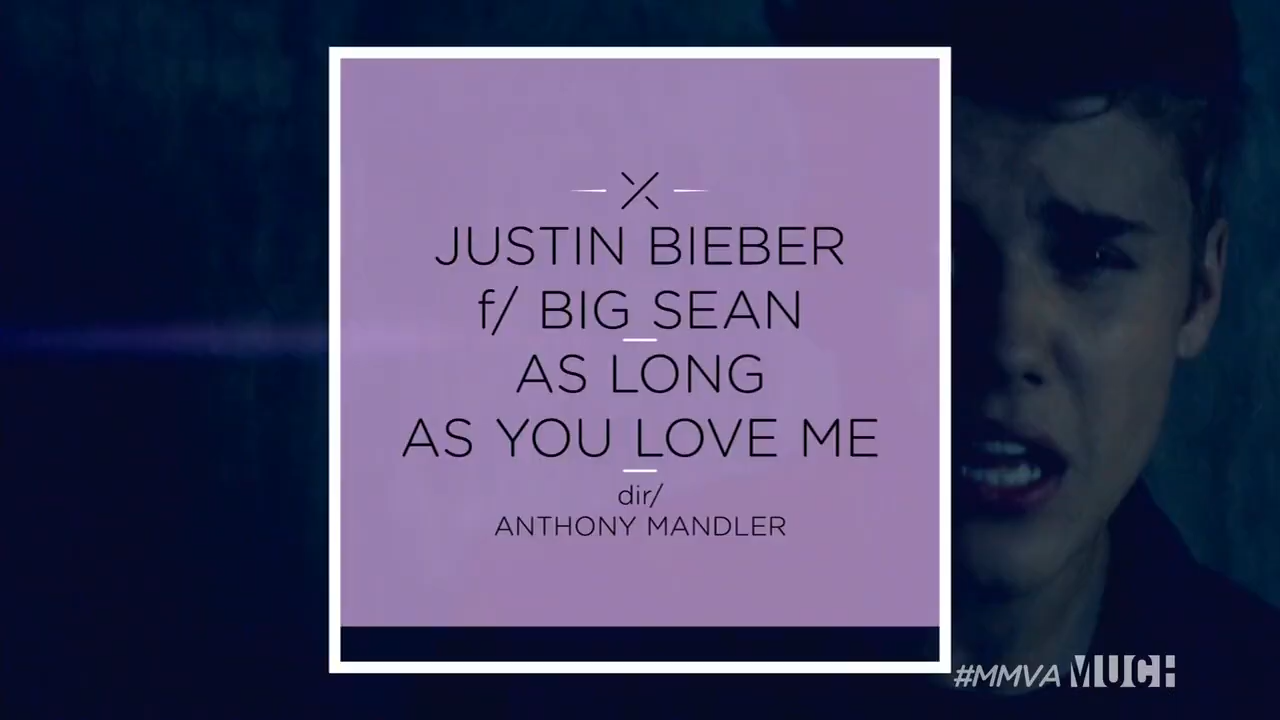 JUSTIN BIEBER
f/ BIG SEAN
AS LONG
AS YOU LOVE ME
dir/
ANTHONY MANDLER
#MMVA MUCH